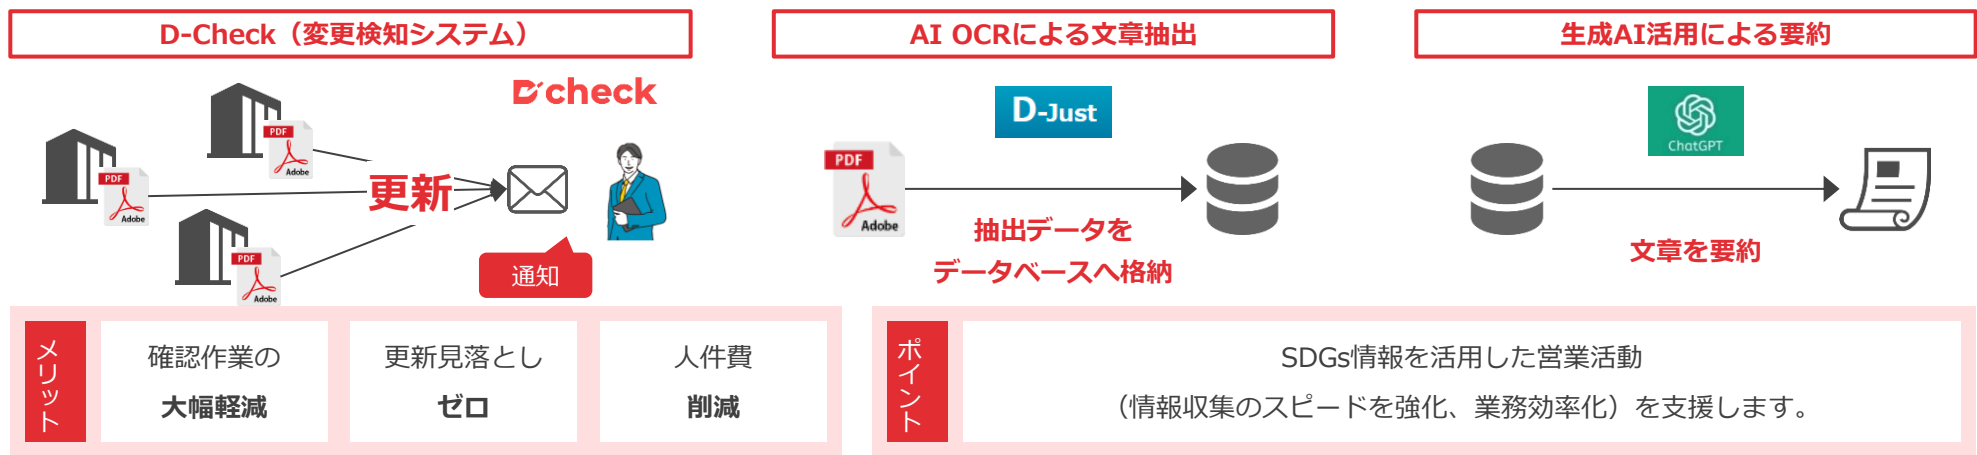 D-Check（変更検知システム）
D check
PDF
Adobe
PDF
Adobe
PDF
Adobe
更新
通知
AI OCRによる文章抽出
D-Just
PDF
Adobe
抽出データを
データベースへ格納
生成AI活用による要約
ChatGPT
文章を要約
メリット
確認作業の
大幅軽減
更新見落とし
ゼロ
人件費
削減
ポイント
SDGs情報を活用した営業活動
（情報収集のスピードを強化、業務効率化）を支援します。